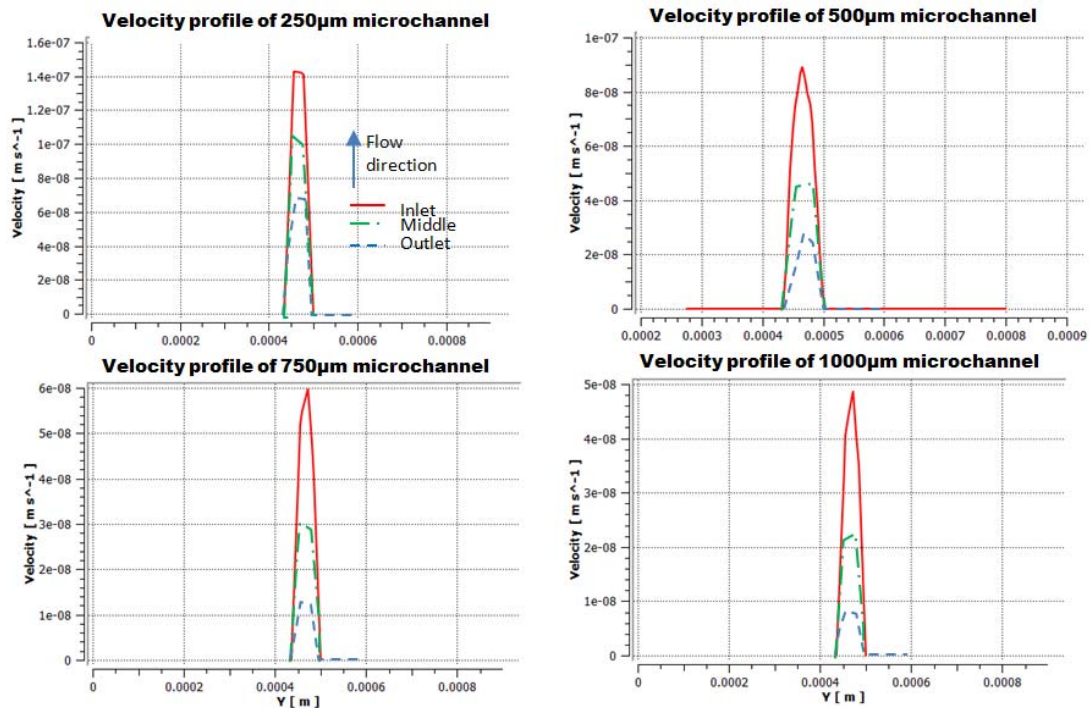 Velocity profile of 250µm microchannel
1.6e-07
1.4e-07
1.2e-07
1e-07
8e-08
6e-08
4e-08
2e-08
0
Velocity [ m s^-1 ]
Flow
direction
Inlet
Middle
Outlet
0 0.0002 0.0004 0.0006 0.0008
Velocity profile of 500µm microchannel
1e-07
8e-08
6e-08
4e-08
2e-08
0
Velocity [ m s^-1 ]
0.0002 0.0003 0.0004 0.0005 0.0006 0.0007 0.0008 0.0009
Velocity profile of 750µm microchannel
6e-08
5e-08
4e-08
3e-08
2e-08
1e-08
0
Velocity [ m s^-1 ]
0 0.0002 0.0004 0.0006 0.0008
Y [ m ]
Velocity profile of 1000µm microchannel
5e-08
4e-08
3e-08
2e-08
1e-08
0
Velocity [ m s^-1 ]
0 0.0002 0.0004 0.0006 0.0008
Y [ m ]